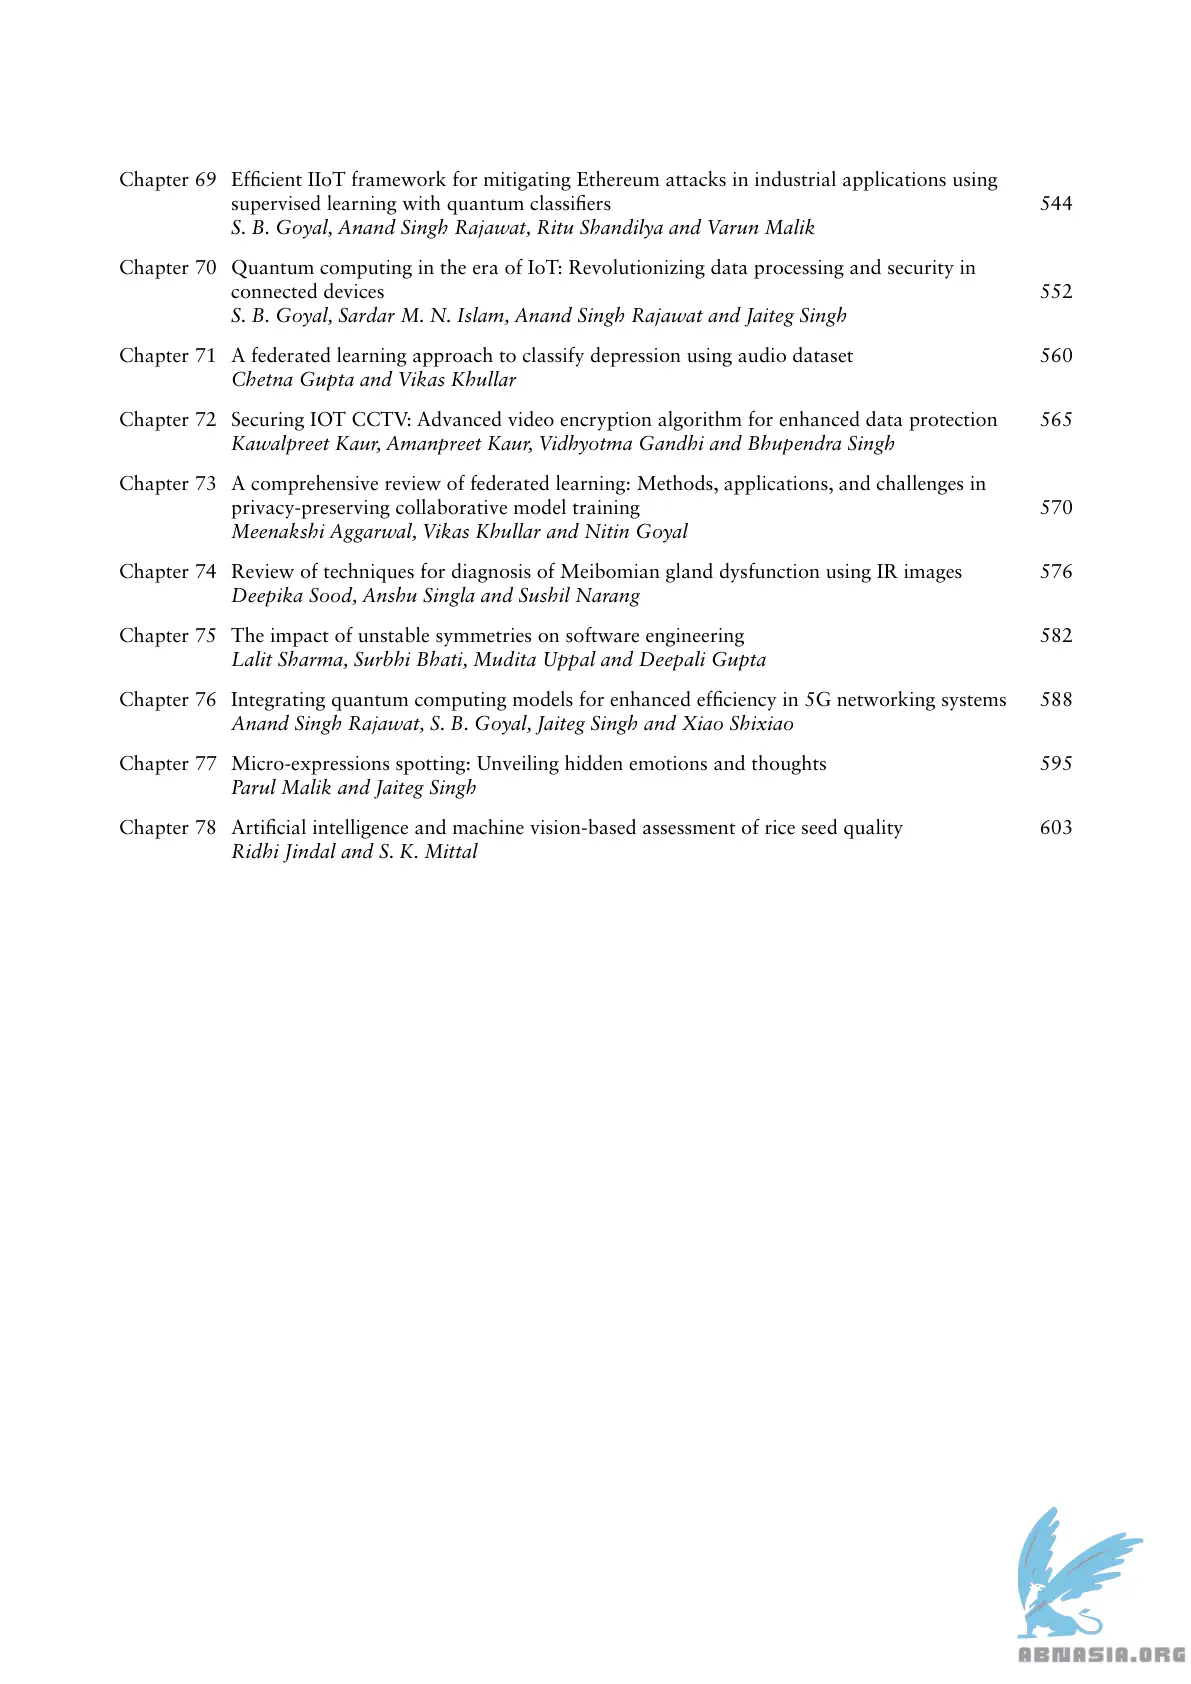 Chapter 69 Efficient IIoT framework for mitigating Ethereum attacks in industrial applications using
supervised learning with quantum classifiers 544
S. B. Goyal, Anand Singh Rajawat, Ritu Shandilya and Varun Malik
Chapter 70 Quantum computing in the era of IoT: Revolutionizing data processing and security in
connected devices 552
S. B. Goyal, Sardar M. N. Islam, Anand Singh Rajawat and Jaiteg Singh
Chapter 71 A federated learning approach to classify depression using audio dataset 560
Chetna Gupta and Vikas Khullar
Chapter 72 Securing IOT CCTV: Advanced video encryption algorithm for enhanced data protection 565
Kawalpreet Kaur, Amanpreet Kaur, Vidhyotma Gandhi and Bhupendra Singh
Chapter 73 A comprehensive review of federated learning: Methods, applications, and challenges in
privacy-preserving collaborative model training 570
Meenakshi Aggarwal, Vikas Khullar and Nitin Goyal
Chapter 74 Review of techniques for diagnosis of Meibomian gland dysfunction using IR images 576
Deepika Sood, Anshu Singla and Sushil Narang
Chapter 75 The impact of unstable symmetries on software engineering 582
Lalit Sharma, Surbhi Bhati, Mudita Uppal and Deepali Gupta
Chapter 76 Integrating quantum computing models for enhanced efficiency in 5G networking systems 588
Anand Singh Rajawat, S. B. Goyal, Jaiteg Singh and Xiao Shixiao
Chapter 77 Micro-expressions spotting: Unveiling hidden emotions and thoughts 595
Parul Malik and Jaiteg Singh
Chapter 78 Artificial intelligence and machine vision-based assessment of rice seed quality 603
Ridhi Jindal and S. K. Mittal
ABNASIA.ORG